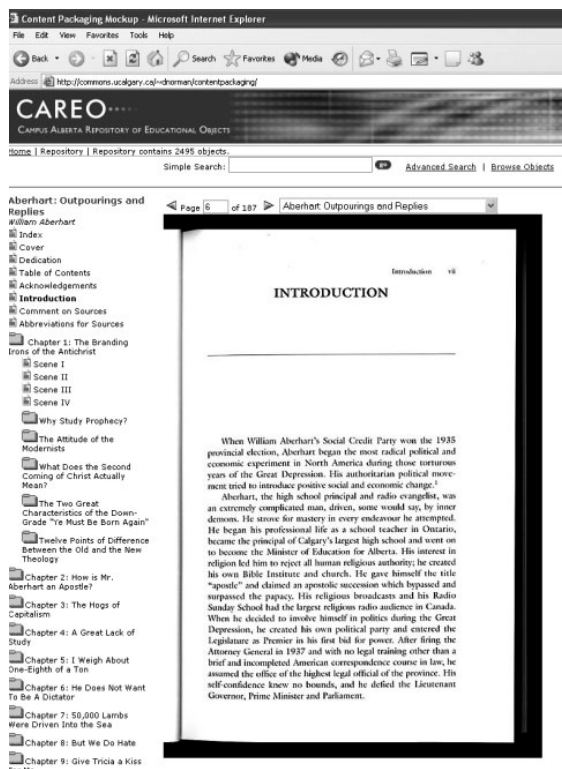 Content Packaging Mockup - Microsoft Internet Explorer
File Edit View Favorites Tools Help
Back Search Favorites Media
Address http://commons.ucalgary.ca/~dnorman/contentpackaging/
CAREO
CAMPUS ALBERTA REPOSITORY OF EDUCATIONAL OBJECTS
Home | Repository | Repository contains 2495 objects.
Simple Search: Advanced Search | Browse Objects
Aberhart: Outpourings and
Replies
William Aberhart
Index
Cover
Dedication
Table of Contents
Acknowledgements
Introduction
Comment on Sources
Abbreviations for Sources
Chapter 1: The Branding
Irons of the Antichrist
Scene I
Scene II
Scene III
Scene IV
Why Study Prophecy?
The Attitude of the
Modernists
What Does the Second
Coming of Christ Actually
Mean?
The Two Great
Characteristics of the Down-
Grade "Ye Must Be Born Again"
Twelve Points of Difference
Between the Old and the New
Theology
Chapter 2: How is Mr.
Aberhart an Apostle?
Chapter 3: The Hogs of
Capitalism
Chapter 4: A Great Lack of
Study
Chapter 5: I Weigh About
One-Eighth of a Ton
Chapter 6: He Does Not Want
To Be A Dictator
Chapter 7: 50,000 Lambs
Were Driven Into the Sea
Chapter 8: But We Do Hate
Chapter 9: Give Tricia a Kiss
Page 6 of 187 Aberhart: Outpourings and Replies
Introduction vii
INTRODUCTION
When William Aberhart's Social Credit Party won the 1935
provincial election, Aberhart began the most radical political and
economic experiment in North America during those torturous
years of the Great Depression. His authoritarian political move-
ment tried to introduce positive social and economic change.1
Aberhart, the high school principal and radio evangelist, was
an extremely complicated man, driven, some would say, by inner
demons. He strove for mastery in every endeavour he attempted.
He began his professional life as a school teacher in Ontario,
became the principal of Calgary's largest high school and went on
to become the Minister of Education for Alberta. His interest in
religion led him to reject all human religious authority; he created
his own Bible Institute and church. He gave himself the title
"apostle" and claimed an apostolic succession which bypassed and
surpassed the papacy. His religious broadcasts and his Radio
Sunday School had the largest religious radio audience in Canada.
When he decided to involve himself in politics during the Great
Depression, he created his own political party and entered the
Legislature as Premier in his first bid for power. After firing the
Attorney General in 1937 and with no legal training other than a
brief and incompleted American correspondence course in law, he
assumed the office of the highest legal official of the province. His
self-confidence knew no bounds, and he defied the Lieutenant
Governor, Prime Minister and Parliament.